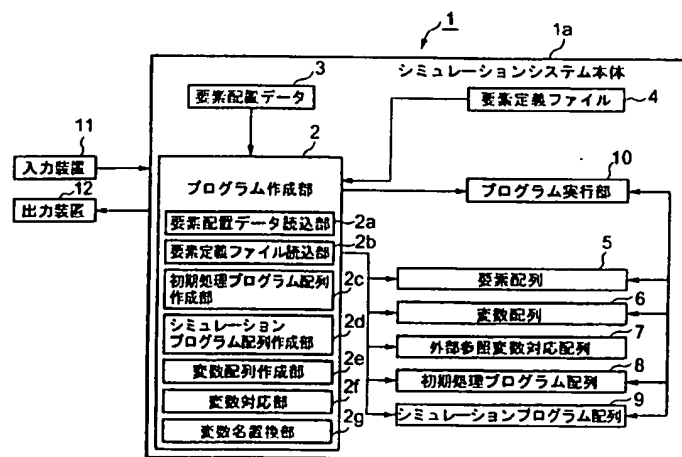 1
1a
シミュレーションシステム本体
3
要素配置データ
要素定義ファイル
4
11
入力装置
12
出力装置
2
プログラム作成部
10
プログラム実行部
要素配置データ読込部
2a
要素定義ファイル読込部
2b
初期処理プログラム配列
作成部
2c
シミュレーション
プログラム配列作成部
2d
変数配列作成部
2e
変数対応部
2f
変数名置換部
2g
5
要素配列
6
変数配列
7
外部参照変数対応配列
8
初期処理プログラム配列
9
シミュレーションプログラム配列